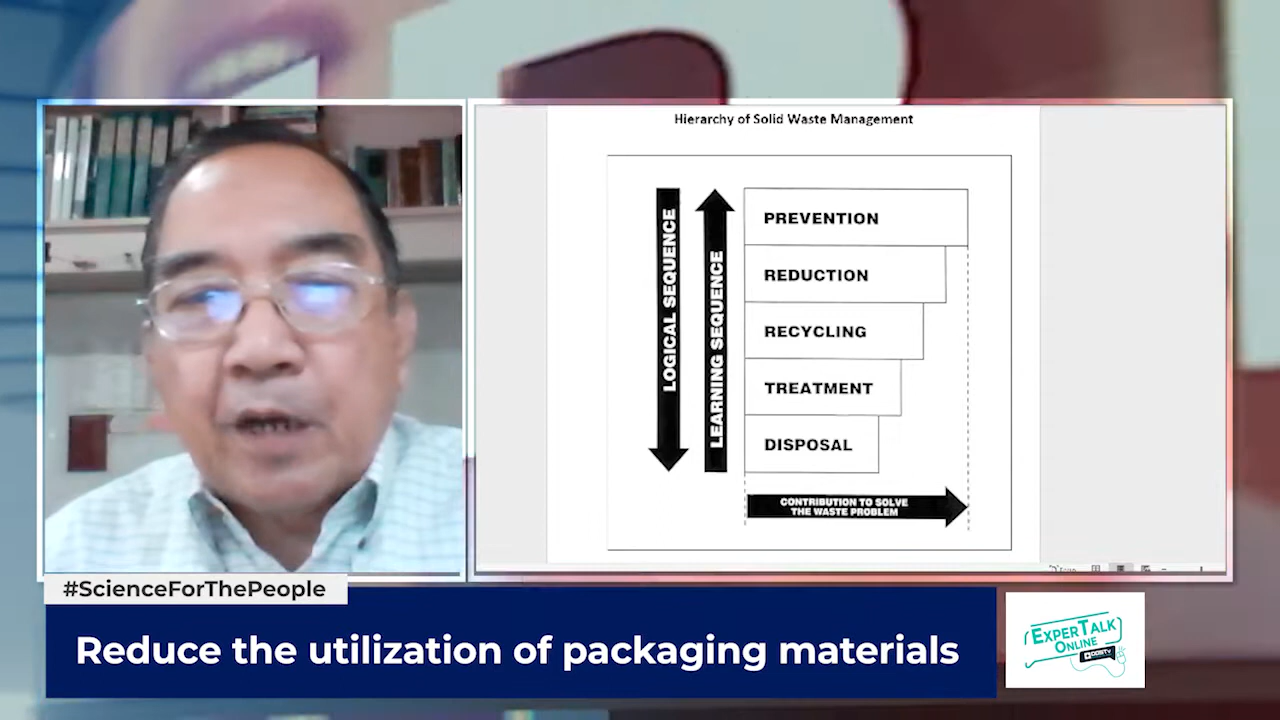 Hierarchy of Solid Waste Management
LOGICAL SEQUENCE
LEARNING SEQUENCE
PREVENTION
REDUCTION
RECYCLING
TREATMENT
DISPOSAL
CONTRIBUTION TO SOLVE
THE WASTE PROBLEM
#ScienceForThePeople
Reduce the utilization of packaging materials
EXPERTALK
ONLINE